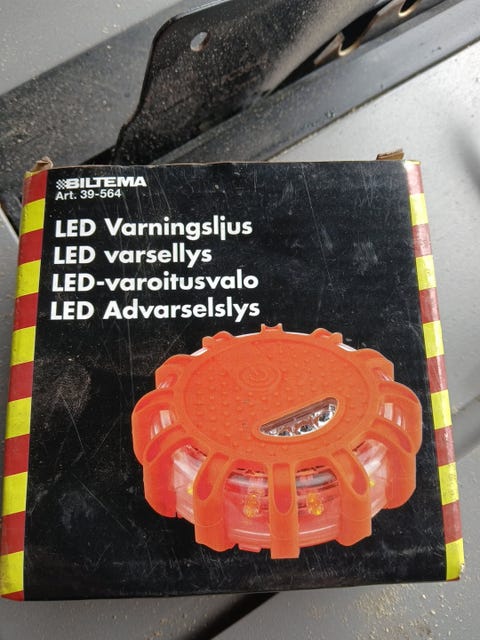 BILTEMA
Art. 39-564
LED Varningsljus
LED varsellys
LED-varoitusvalo
LED Advarselslys